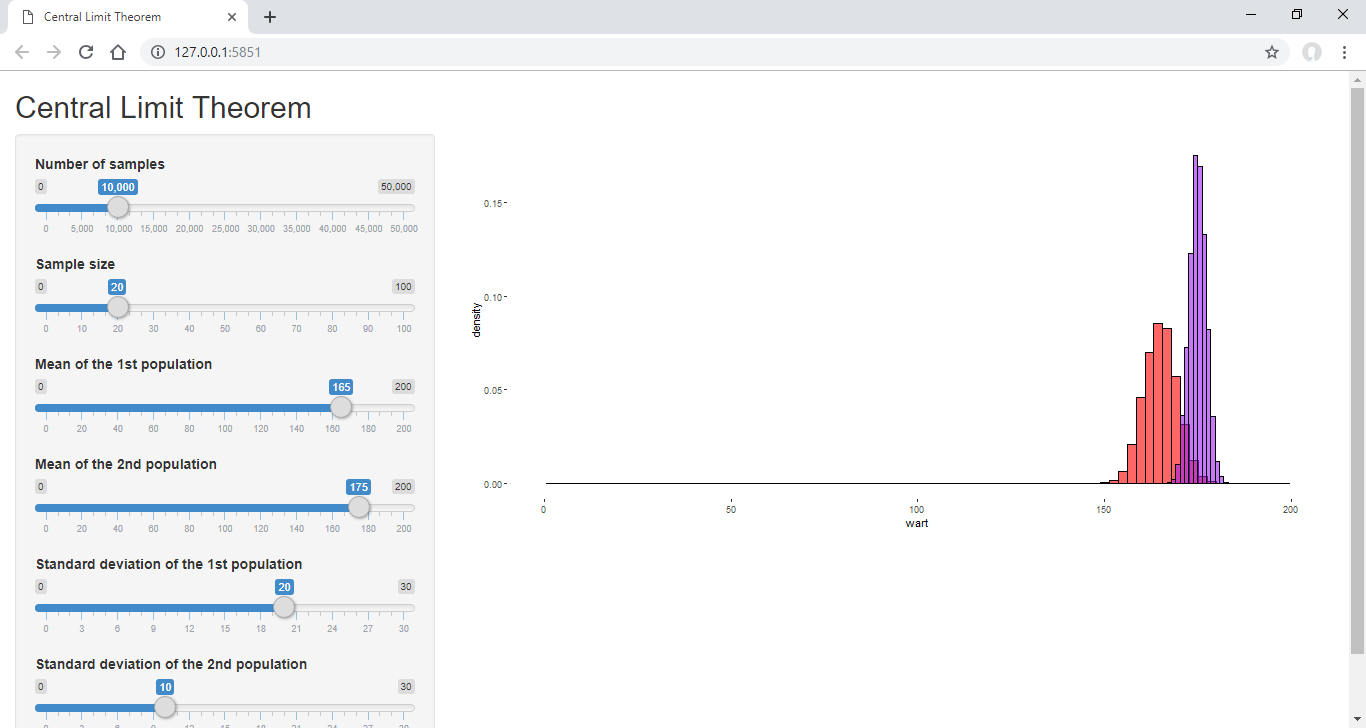 Central Limit Theorem
127.0.0.1:5851
Central Limit Theorem
Number of samples
0 10,000 50,000
0 5,000 10,000 15,000 20,000 25,000 30,000 35,000 40,000 45,000 50,000
Sample size
0 20 100
0 10 20 30 40 50 60 70 80 90 100
Mean of the 1st population
0 165 200
0 20 40 60 80 100 120 140 160 180 200
Mean of the 2nd population
0 175 200
0 20 40 60 80 100 120 140 160 180 200
Standard deviation of the 1st population
0 20 30
0 3 6 9 12 15 18 21 24 27 30
Standard deviation of the 2nd population
0 10 30
0.15
0.10
0.05
0.00
density
0 50 100 150 200
wart